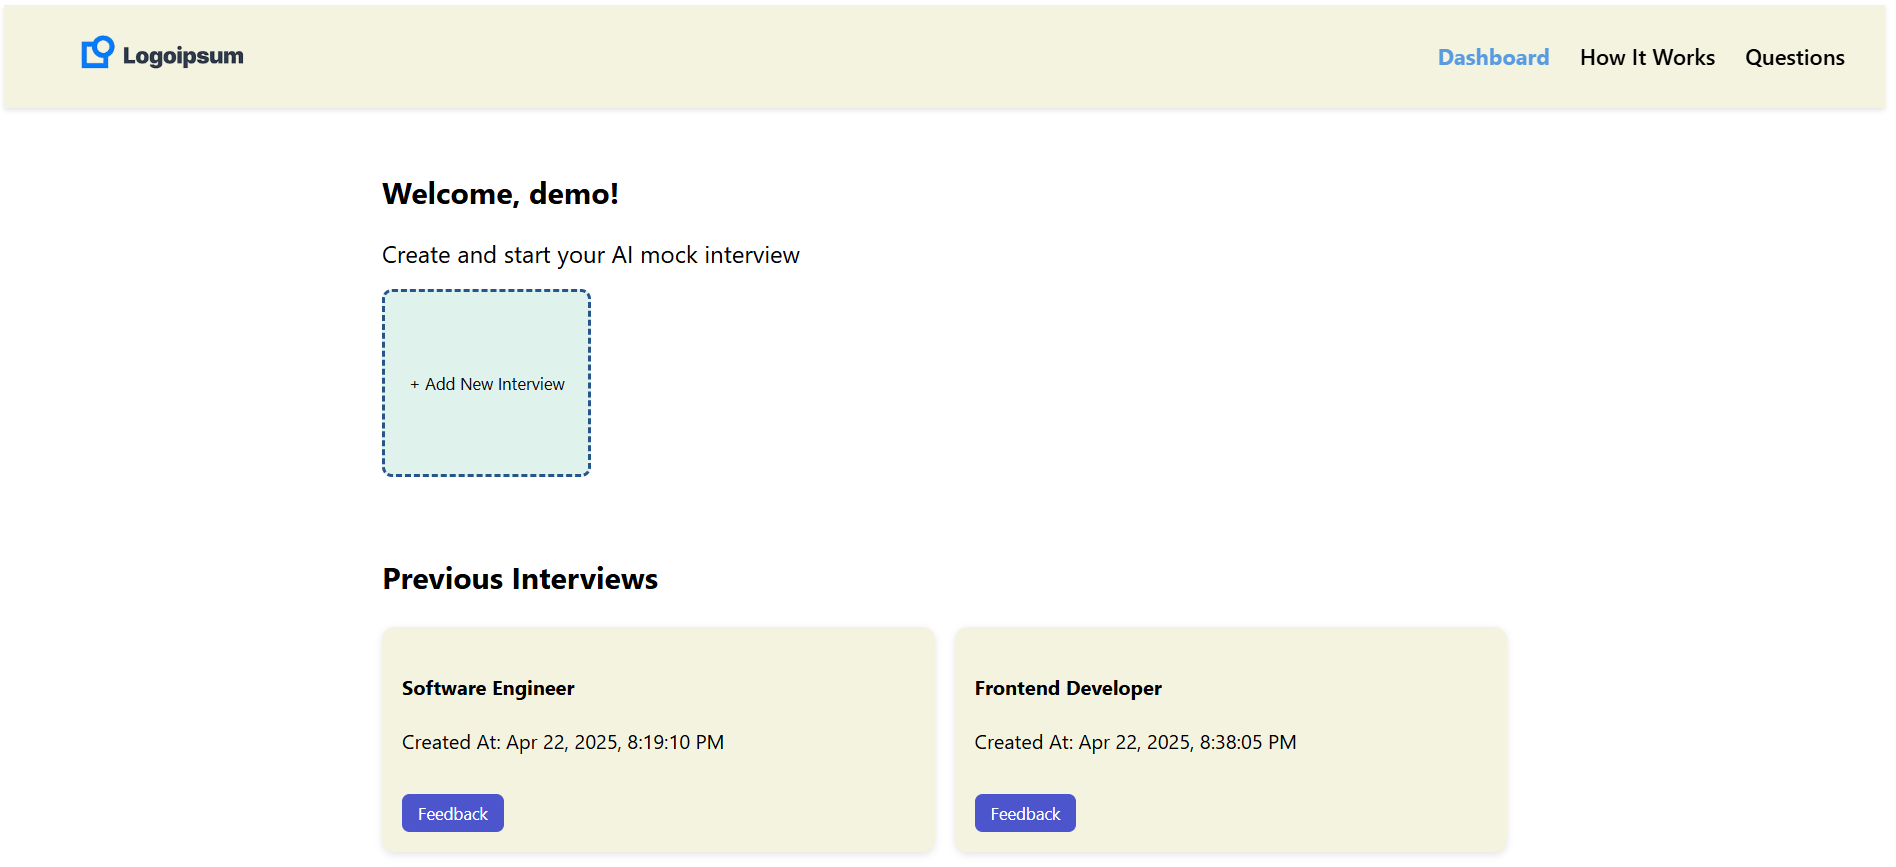 Logoipsum
Dashboard How It Works Questions
Welcome, demo!
Create and start your AI mock interview
+ Add New Interview
Previous Interviews
Software Engineer
Created At: Apr 22, 2025, 8:19:10 PM
Feedback
Frontend Developer
Created At: Apr 22, 2025, 8:38:05 PM
Feedback